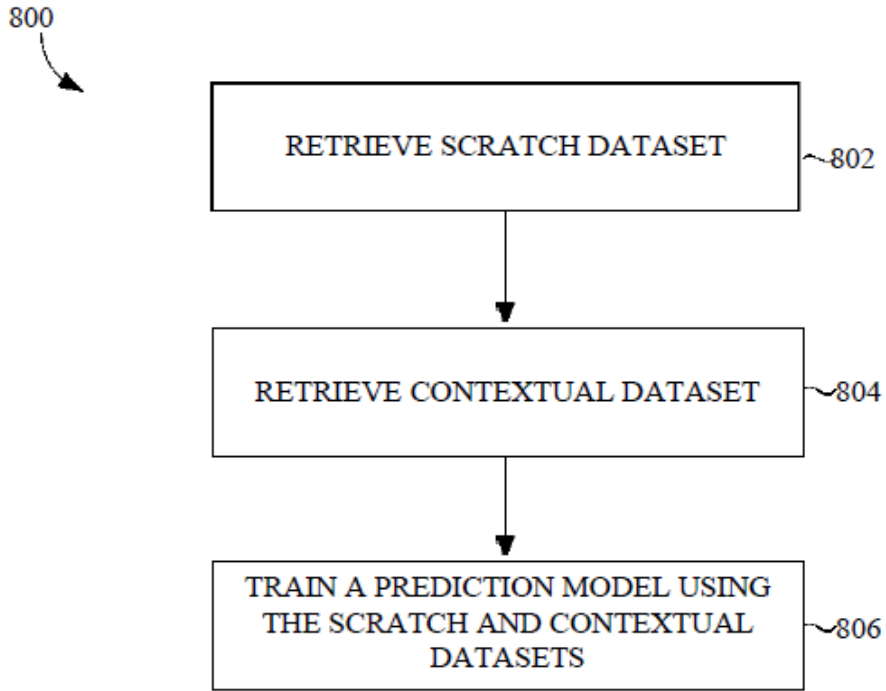 800
RETRIEVE SCRATCH DATASET
802
RETRIEVE CONTEXTUAL DATASET
804
TRAIN A PREDICTION MODEL USING
THE SCRATCH AND CONTEXTUAL
DATASETS
806